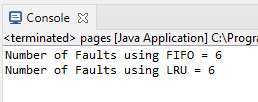 Console
<terminated> pages [Java Application] C:\Progra
Number of Faults using FIFO = 6
Number of Faults using LRU = 6